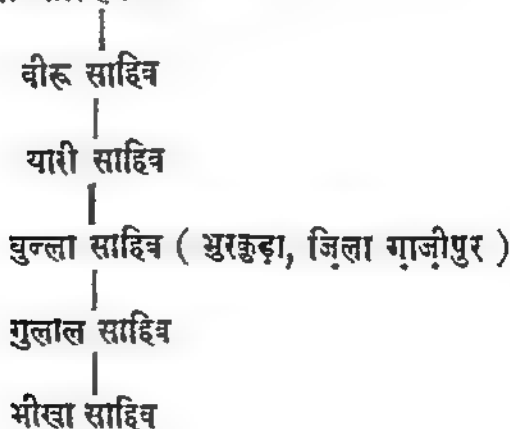 बीरू साहिब
यारी साहिब
बुल्ला साहिब ( भुरकुड़ा, ज़िला ग़ाज़ीपुर )
गुलाल साहिब
भीखा साहिब